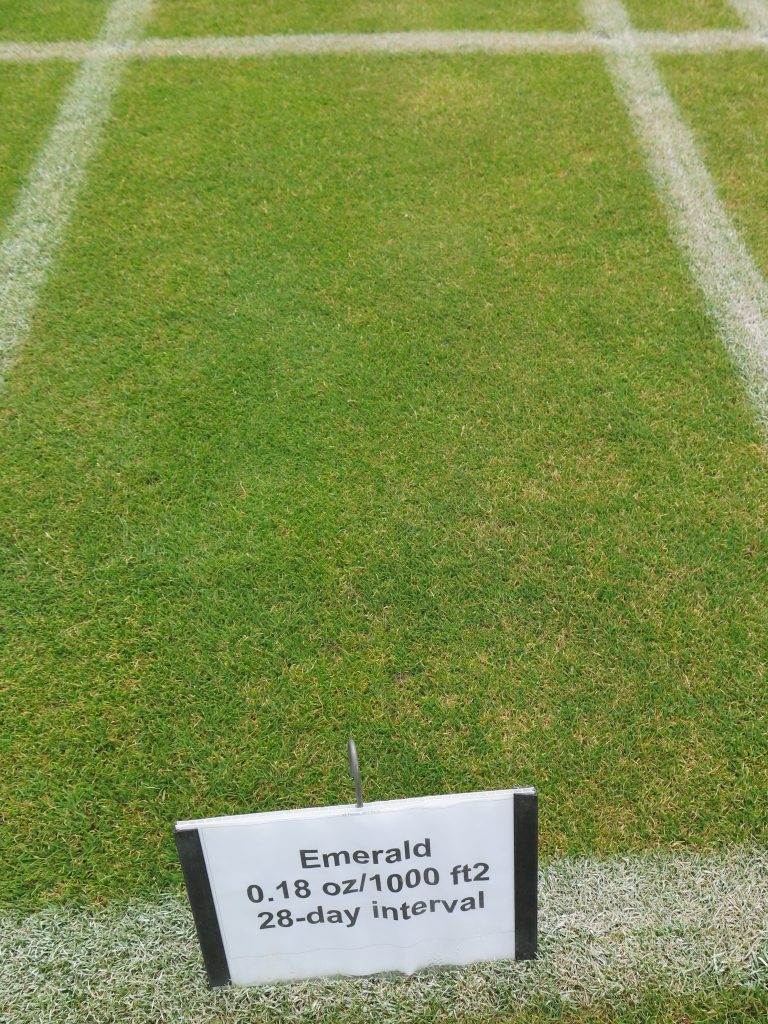 Emerald
0.18 oz/1000 ft2
28-day interval